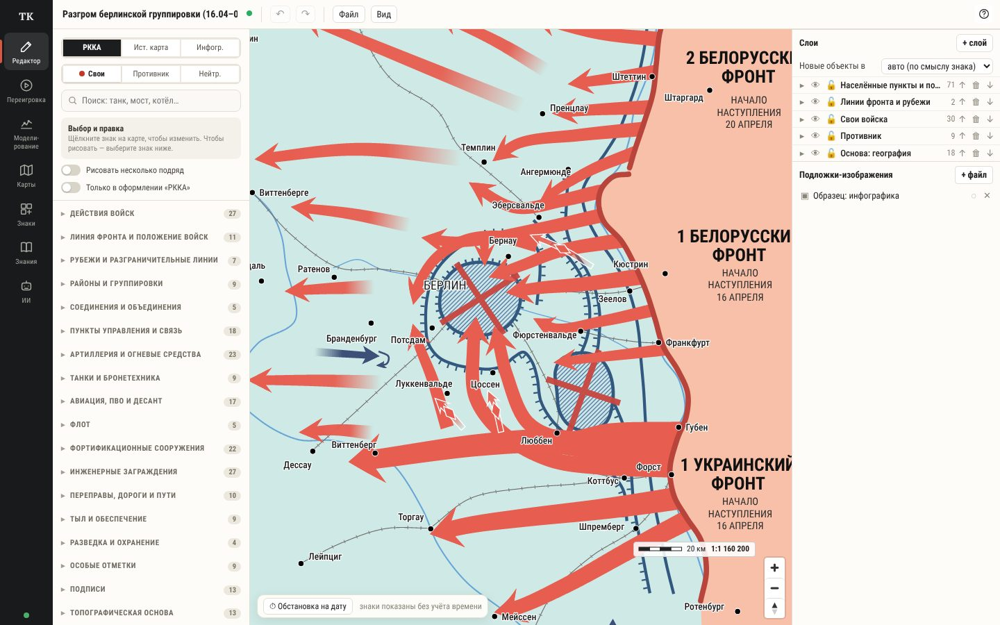 ТК
Редактор
Переигровка
Модели-
рование
Карты
Знаки
Знания
ИИ
Разгром берлинской группировки (16.04–0
Файл
Вид
РККА
Ист. карта
Инфогр.
Свои
Противник
Нейтр.
Поиск: танк, мост, котёл…
Выбор и правка
Щёлкните знак на карте, чтобы изменить. Чтобы
рисовать — выберите знак ниже.
Рисовать несколько подряд
Только в оформлении «РККА»
ДЕЙСТВИЯ ВОЙСК 27
ЛИНИЯ ФРОНТА И ПОЛОЖЕНИЕ ВОЙСК 11
РУБЕЖИ И РАЗГРАНИЧИТЕЛЬНЫЕ ЛИНИИ 7
РАЙОНЫ И ГРУППИРОВКИ 9
СОЕДИНЕНИЯ И ОБЪЕДИНЕНИЯ 5
ПУНКТЫ УПРАВЛЕНИЯ И СВЯЗЬ 18
АРТИЛЛЕРИЯ И ОГНЕВЫЕ СРЕДСТВА 23
ТАНКИ И БРОНЕТЕХНИКА 9
АВИАЦИЯ, ПВО И ДЕСАНТ 17
ФЛОТ 5
ФОРТИФИКАЦИОННЫЕ СООРУЖЕНИЯ 22
ИНЖЕНЕРНЫЕ ЗАГРАЖДЕНИЯ 27
ПЕРЕПРАВЫ, ДОРОГИ И ПУТИ 10
ТЫЛ И ОБЕСПЕЧЕНИЕ 9
РАЗВЕДКА И ОХРАНЕНИЕ 4
ОСОБЫЕ ОТМЕТКИ 9
ПОДПИСИ 13
ТОПОГРАФИЧЕСКАЯ ОСНОВА 13
ин
2 БЕЛОРУССКИ
ФРОНТ
НАЧАЛО
НАСТУПЛЕНИЯ
20 АПРЕЛЯ
Штеттин
Штаргард
Пренцлау
Темплин
Ангермюнде
Виттенберге
Эберсвальде
1 БЕЛОРУССКИ
ФРОНТ
НАЧАЛО
НАСТУПЛЕНИЯ
16 АПРЕЛЯ
Бернау
Кюстрин
даль
Ратенов
БЕРЛИН
Зеелов
Бранденбург
Потсдам
Фюрстенвальде
Франкфурт
Луккенвальде
Цоссен
Губен
Люббен
Виттенберг
Дессау
Форст
Коттбус
1 УКРАИНСКИЙ
ФРОНТ
НАЧАЛО
НАСТУПЛЕНИЯ
16 АПРЕЛЯ
Торгау
Шпремберг
Лейпциг
20 км 1:1 160 200
Ротенбург
Мейссен
Обстановка на дату
знаки показаны без учёта времени
Слои
+ слой
Новые объекты в
авто (по смыслу знака)
Населённые пункты и по… 71
Линии фронта и рубежи 2
Свои войска 30
Противник 9
Основа: география 18
Подложки-изображения
+ файл
Образец: инфографика